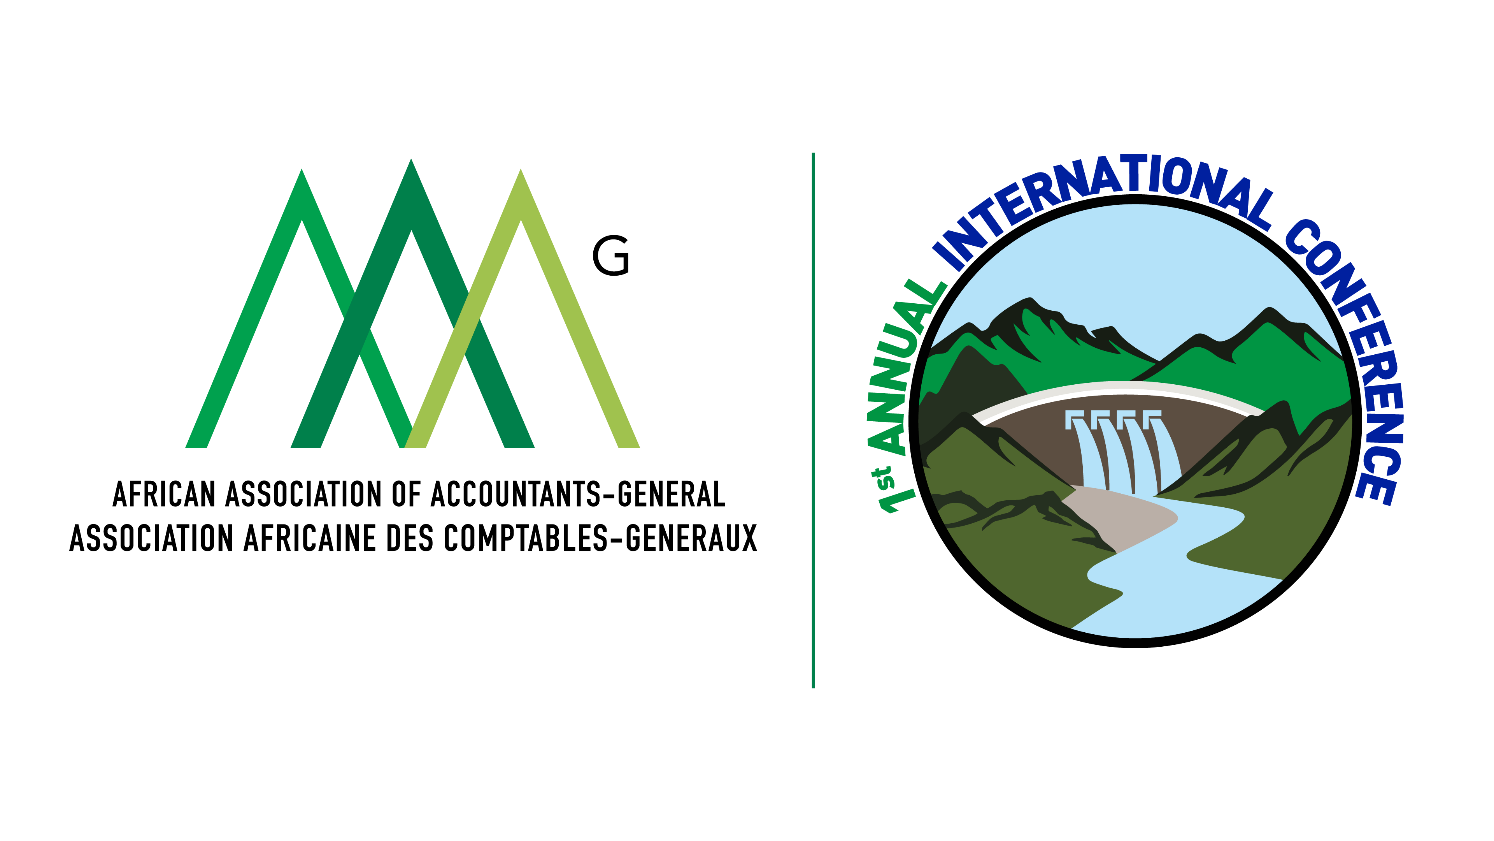 G
AFRICAN ASSOCIATION OF ACCOUNTANTS-GENERAL
ASSOCIATION AFRICAINE DES COMPTABLES-GENERAUX
1st ANNUAL INTERNATIONAL CONFERENCE